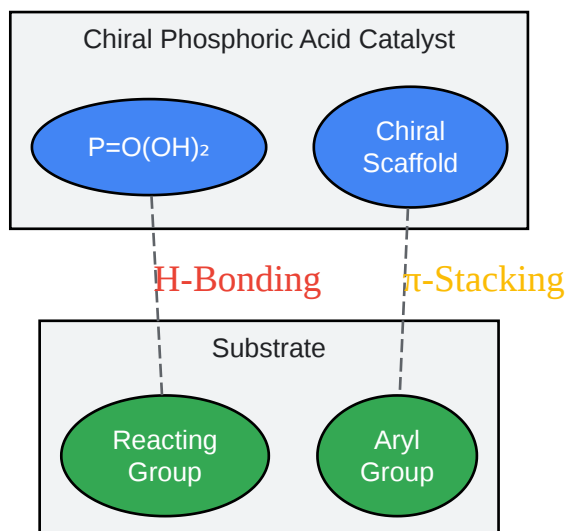 Chiral Phosphoric Acid Catalyst
P=O(OH)₂
Chiral
Scaffold
H-Bonding
π-Stacking
Substrate
Reacting
Group
Aryl
Group